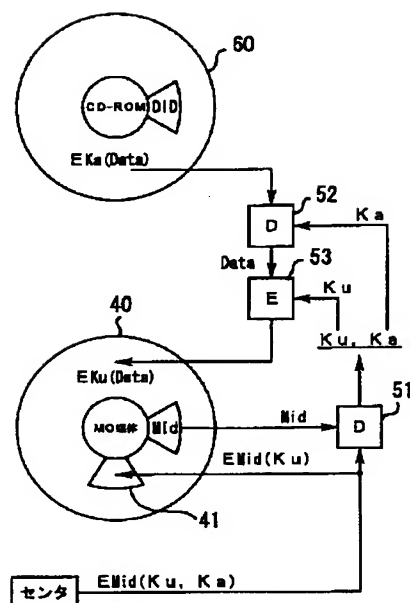 60
CD-ROM
DID
EKa(Data)
52
Ka
D
Data
53
Ku
E
40
Ku, Ka
EKu(Data)
51
MO媒体
Mid
Mid
D
EMid(Ku)
41
EMid(Ku, Ka)
センタ